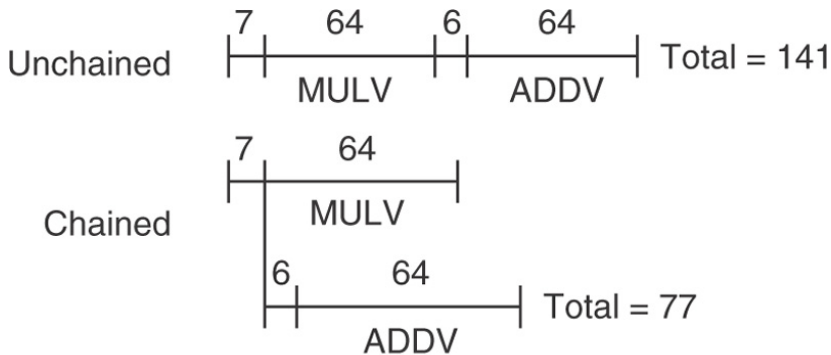 7 64 6 64
Unchained Total = 141
MULV ADDV
7 64
Chained MULV
6 64
Total = 77
ADDV